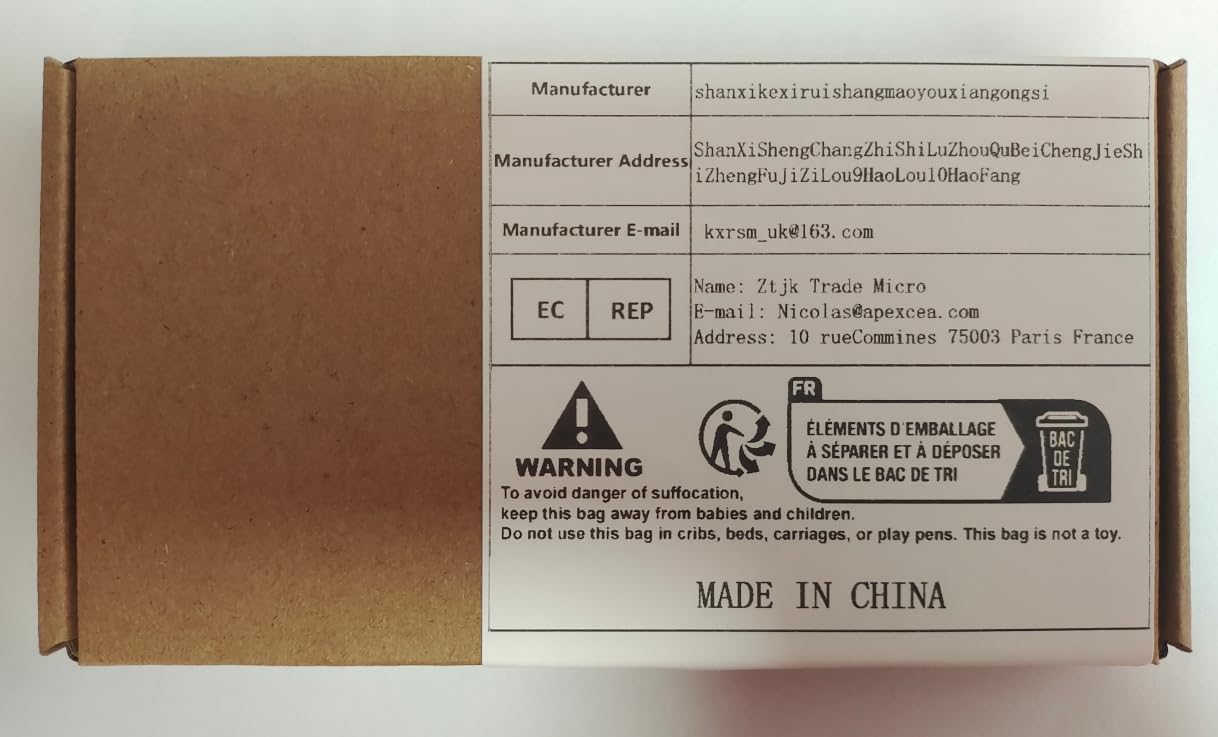 Manufacturer
shanxikexiruishangmaoyouxiangongsi
Manufacturer Address
ShanXiShengChangZhiShiLuZhouQuBeiChengJieSh
iZhengFuJiZiLou9HaoLou10HaoFang
Manufacturer E-mail
kxrsm_uk@163.com
EC REP
Name: Ztjk Trade Micro
E-mail: Nicolas@apexcea.com
Address: 10 rueCommines 75003 Paris France
WARNING
To avoid danger of suffocation,
keep this bag away from babies and children.
Do not use this bag in cribs, beds, carriages, or play pens. This bag is not a toy.
FR
ÉLÉMENTS D'EMBALLAGE
À SÉPARER ET À DÉPOSER
DANS LE BAC DE TRI
BAC
DE
TRI
MADE IN CHINA